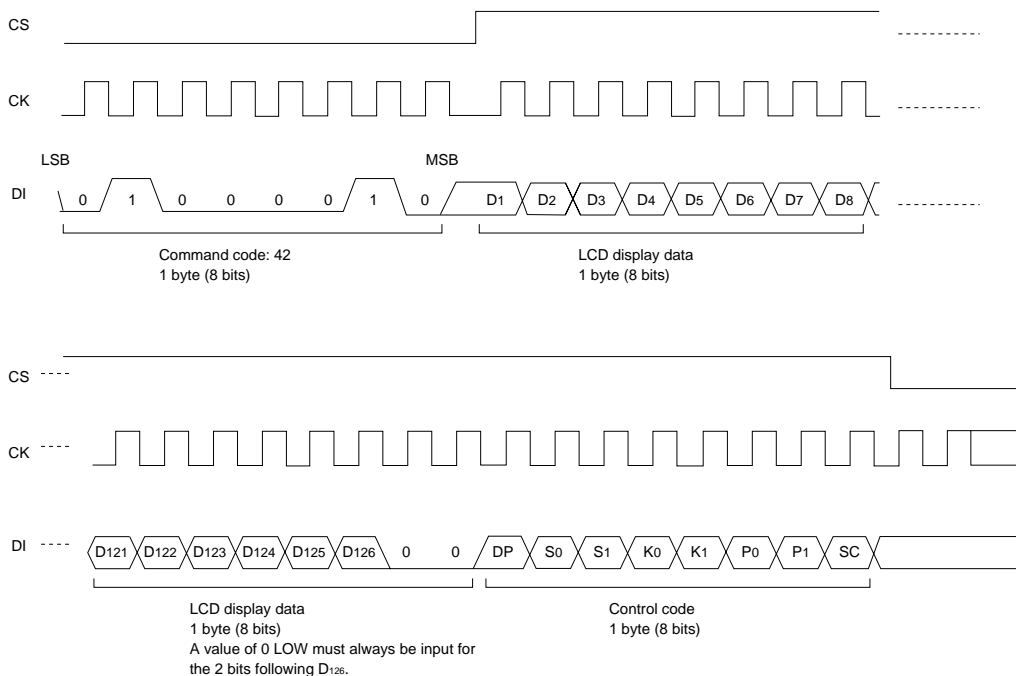 CS
CK
LSB MSB
DI 0 1 0 0 0 0 1 0 D1 D2 D3 D4 D5 D6 D7 D8
Command code: 42
1 byte (8 bits)
LCD display data
1 byte (8 bits)
CS
CK
DI D121 D122 D123 D124 D125 D126 0 0 DP S0 S1 K0 K1 P0 P1 SC
LCD display data
1 byte (8 bits)
A value of 0 LOW must always be input for
the 2 bits following D126.
Control code
1 byte (8 bits)